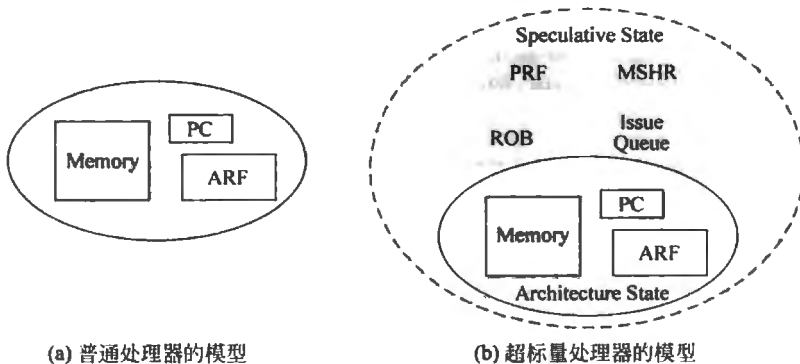 PC
Memory
ARF
(a) 普通处理器的模型
Speculative State
PRF
MSHR
ROB
Issue
Queue
PC
Memory
ARF
Architecture State
(b) 超标量处理器的模型